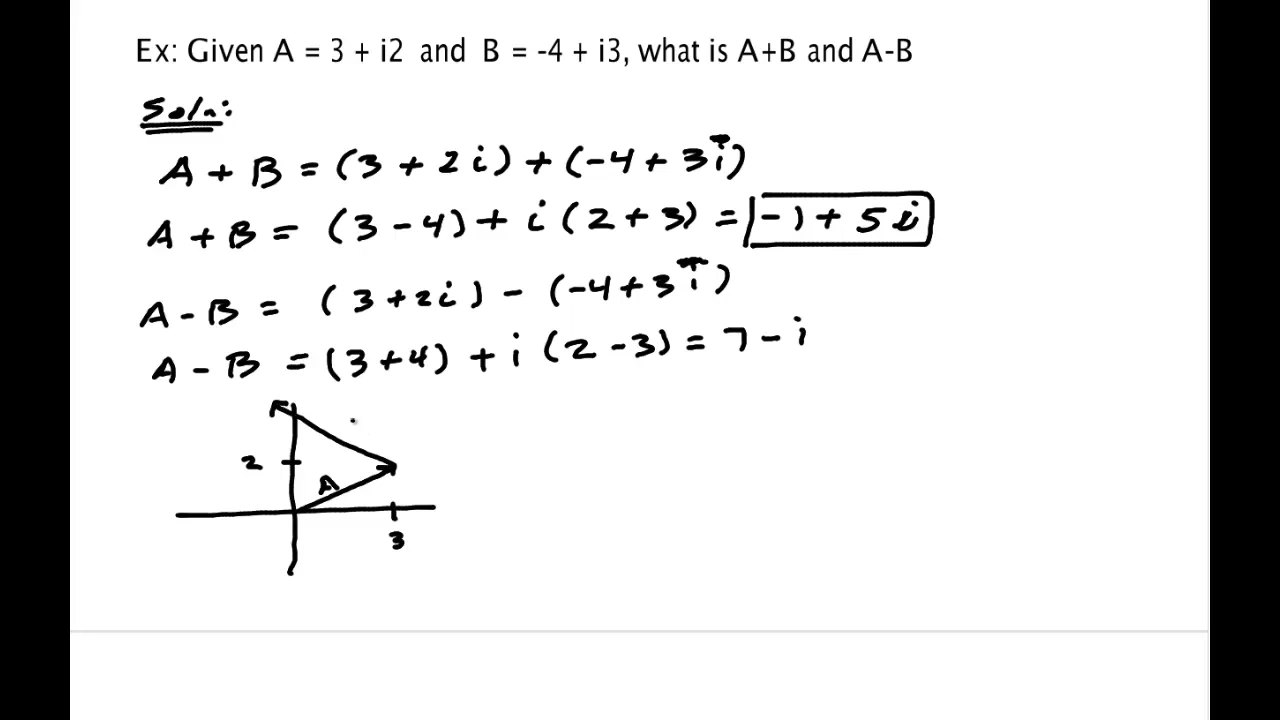 Ex: Given A = 3 + i2 and B = -4 + i3, what is A+B and A-B
Soln:
A + B = (3 + 2i) + (-4 + 3i)
A + B = (3 - 4) + i (2 + 3) = -1 + 5i
A - B = (3 + 2i) - (-4 + 3i)
A - B = (3 + 4) + i (2 - 3) = 7 - i
2
A
3